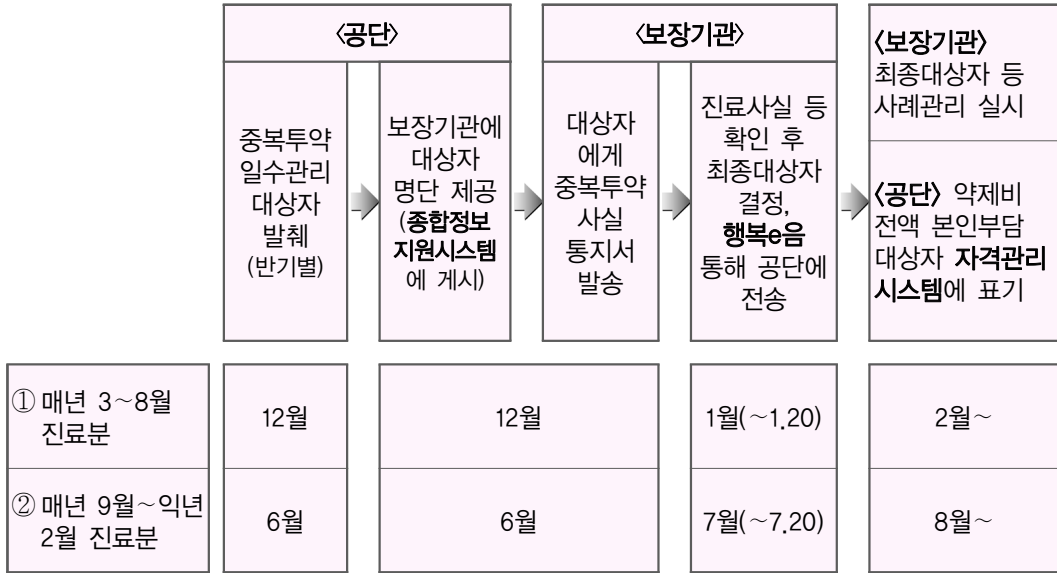 〈공단〉
중복투약
일수관리
대상자
발췌
(반기별)
보장기관에
대상자
명단 제공
(종합정보
지원시스템
에 게시)
〈보장기관〉
대상자
에게
중복투약
사실
통지서
발송
진료사실 등
확인 후
최종대상자
결정,
행복e음
통해 공단에
전송
〈보장기관〉
최종대상자 등
사례관리 실시
〈공단〉 약제비
전액 본인부담
대상자 자격관리
시스템에 표기
① 매년 3~8월
진료분
12월
12월
1월(~1.20)
2월~
② 매년 9월~익년
2월 진료분
6월
6월
7월(~7.20)
8월~